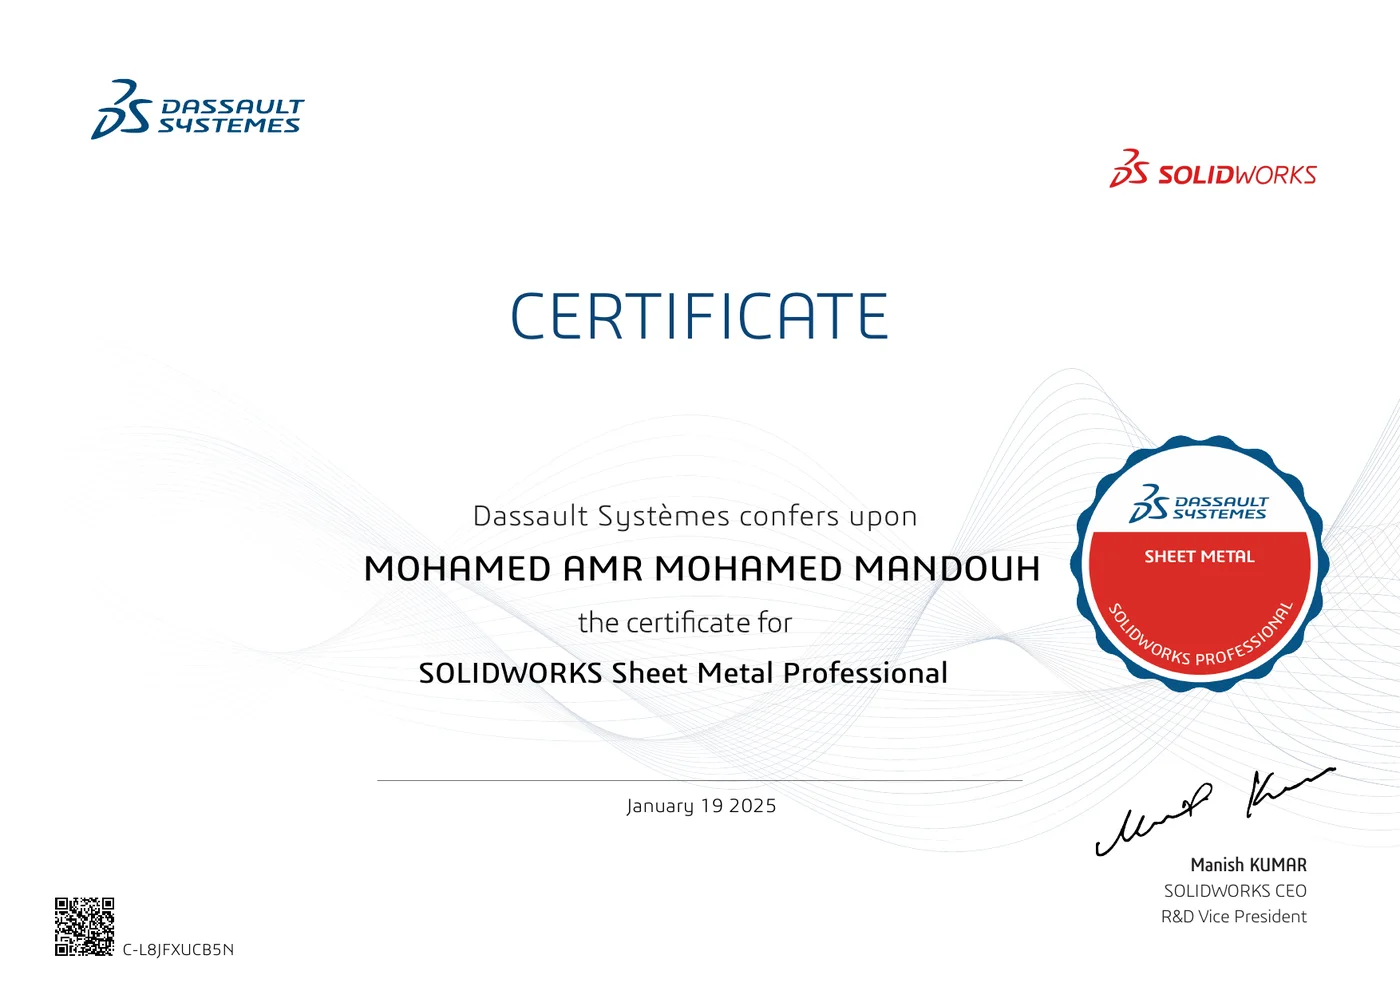 DASSAULT
SYSTEMES
SOLIDWORKS
CERTIFICATE
Dassault Systèmes confers upon
MOHAMED AMR MOHAMED MANDOUH
the certificate for
SOLIDWORKS Sheet Metal Professional
DASSAULT
SYSTEMES
SHEET METAL
SOLIDWORKS PROFESSIONAL
January 19 2025
Manish KUMAR
SOLIDWORKS CEO
R&D Vice President
C-L8JFXUCB5N